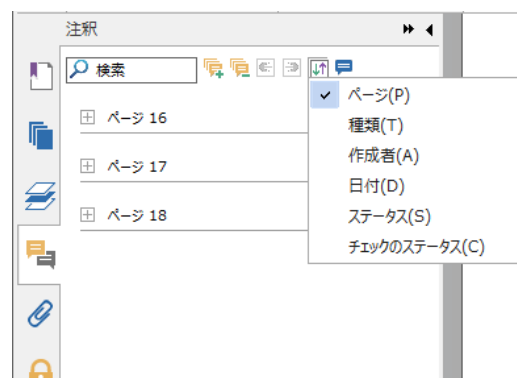 注釈
検索
ページ(P)
種類(T)
作成者(A)
日付(D)
ステータス(S)
チェックのステータス(C)
ページ 16
ページ 17
ページ 18